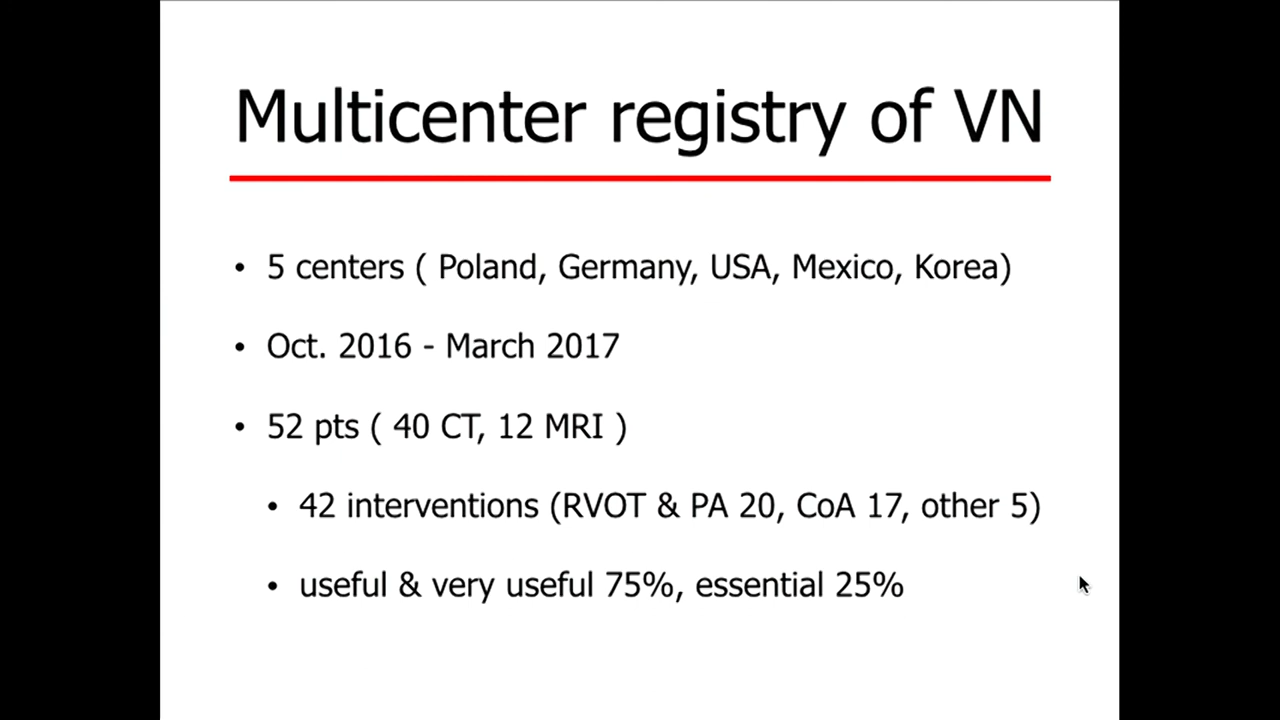 Multicenter registry of VN
• 5 centers ( Poland, Germany, USA, Mexico, Korea)
• Oct. 2016 - March 2017
• 52 pts ( 40 CT, 12 MRI )
• 42 interventions (RVOT & PA 20, CoA 17, other 5)
• useful & very useful 75%, essential 25%